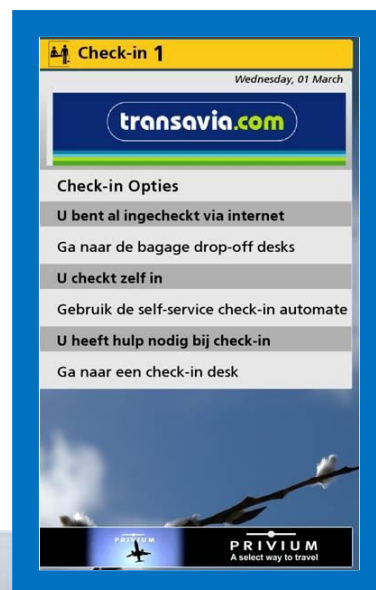 Check-in 1
Wednesday, 01 March
transavia.com
Check-in Opties
U bent al ingecheckt via internet
Ga naar de bagage drop-off desks
U checkt zelf in
Gebruik de self-service check-in automate
U heeft hulp nodig bij check-in
Ga naar een check-in desk
PRIVIUM
PRIVIUM
A select way to travel